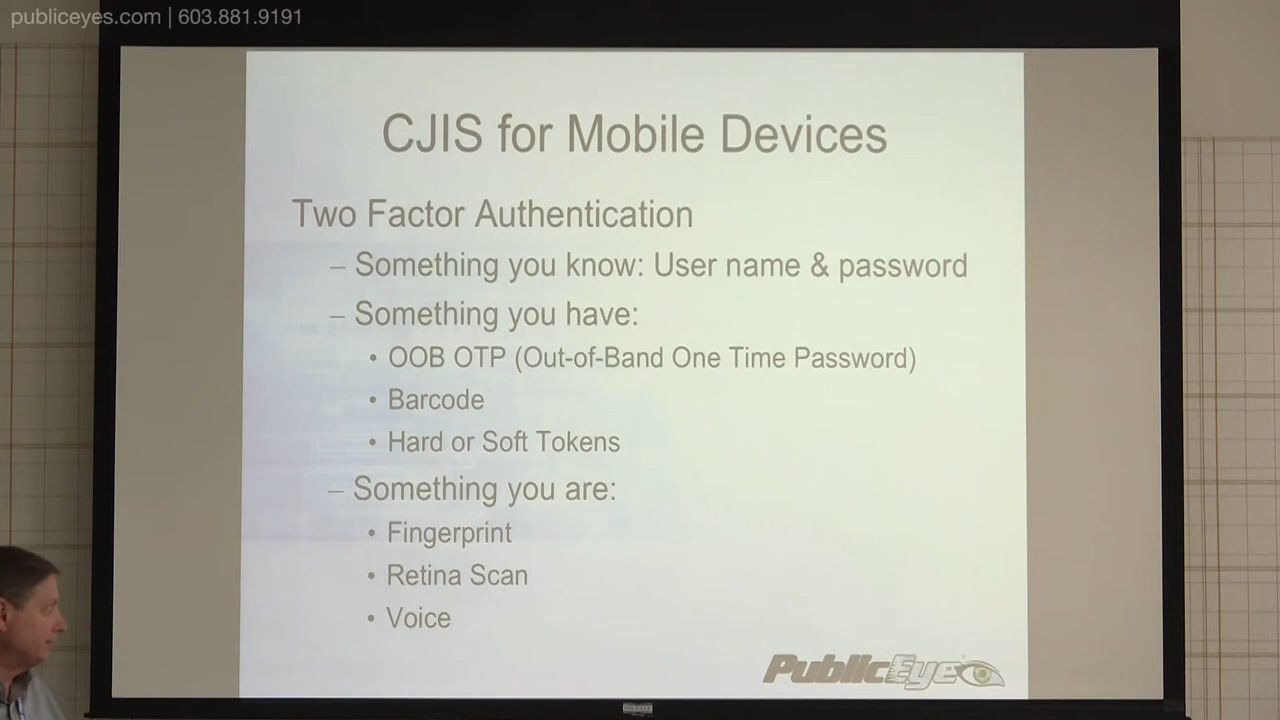 publiceyes.com | 603.881.9191
CJIS for Mobile Devices
Two Factor Authentication
– Something you know: User name & password
– Something you have:
• OOB OTP (Out-of-Band One Time Password)
• Barcode
• Hard or Soft Tokens
– Something you are:
• Fingerprint
• Retina Scan
• Voice
PublicEye